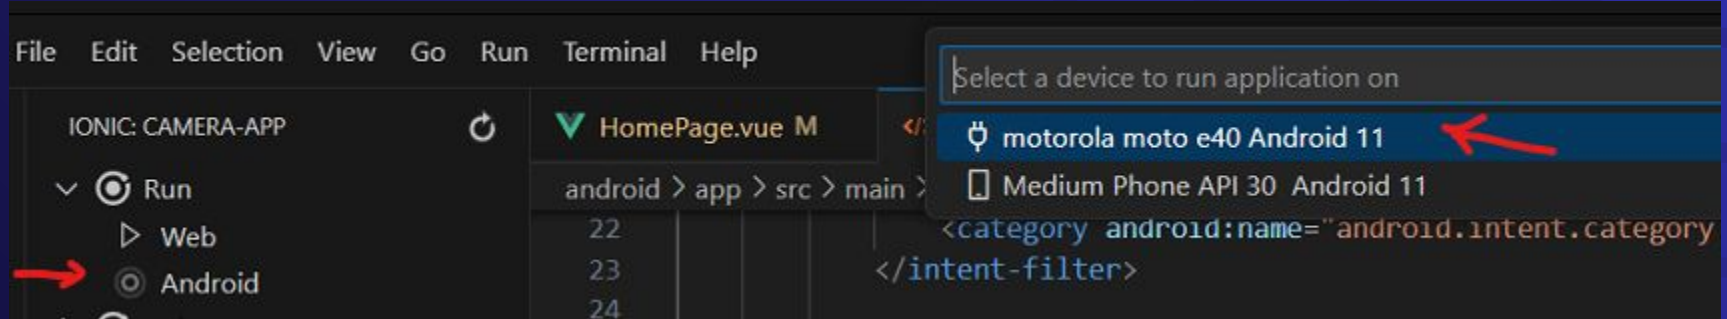 File Edit Selection View Go Run Terminal Help
Select a device to run application on
motorola moto e40 Android 11
Medium Phone API 30 Android 11
IONIC: CAMERA-APP
Run
Web
Android
HomePage.vue M
android > app > src > main >
22 <category android:name="android.intent.category
23 </intent-filter>
24